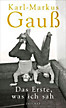 Karl-Markus
Gauß
Das Erste,
was ich sah